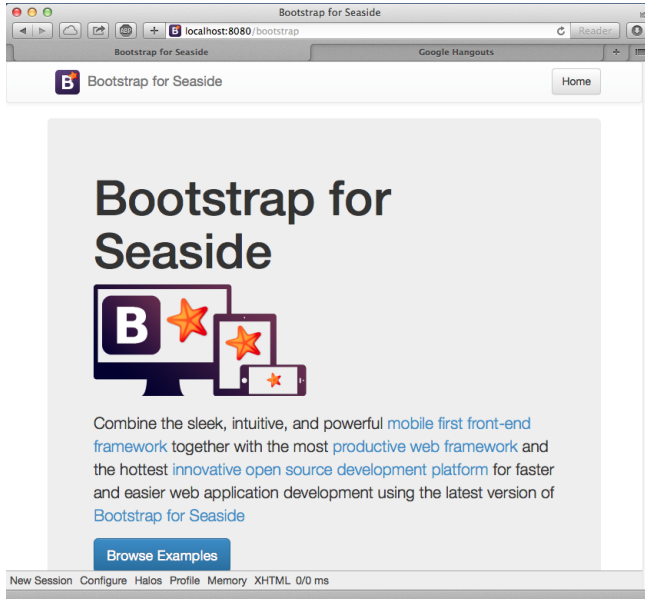 Bootstrap for Seaside
localhost:8080/bootstrap
Reader
Bootstrap for Seaside
Google Hangouts
B
Bootstrap for Seaside
Home
Bootstrap for
Seaside
B
Combine the sleek, intuitive, and powerful mobile first front-end
framework together with the most productive web framework and
the hottest innovative open source development platform for faster
and easier web application development using the latest version of
Bootstrap for Seaside
Browse Examples
New Session Configure Halos Profile Memory XHTML 0/0 ms